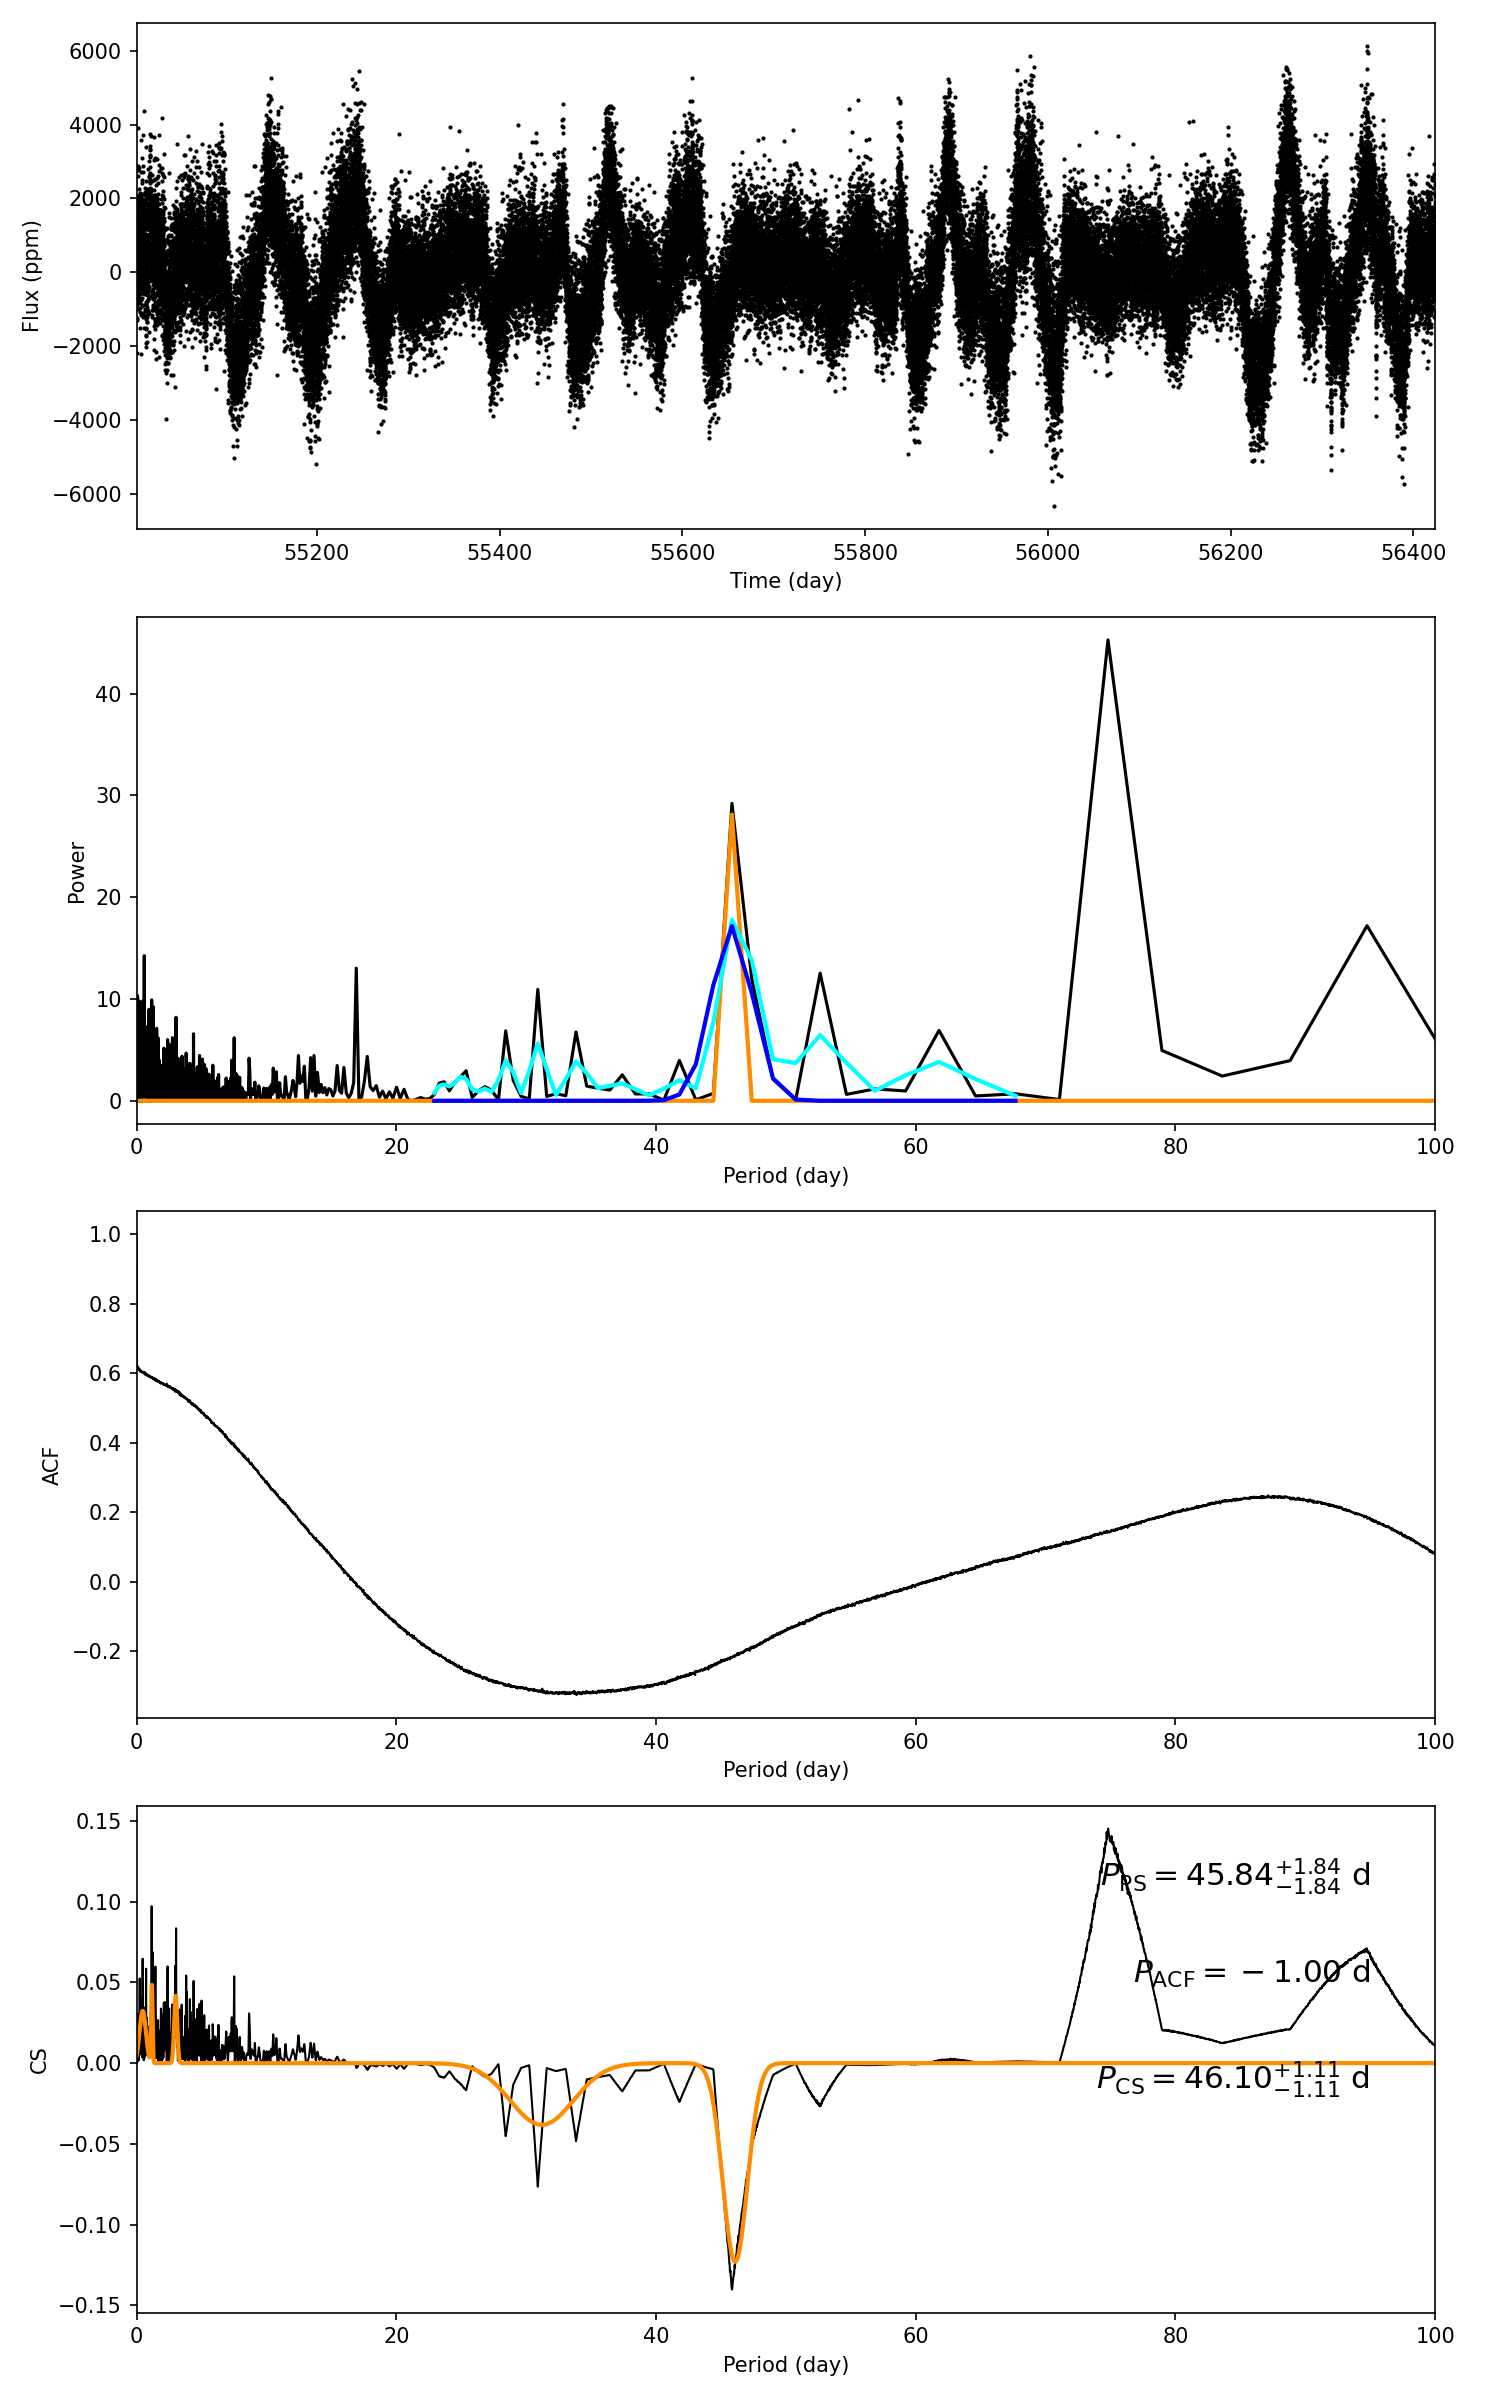 6000
4000
2000
0
−2000
−4000
−6000
Flux (ppm)
55200 55400 55600 55800 56000 56200 56400
Time (day)
40
30
20
10
0
Power
0 20 40 60 80 100
Period (day)
1.0
0.8
0.6
0.4
0.2
0.0
−0.2
ACF
0 20 40 60 80 100
Period (day)
0.15
0.10
0.05
0.00
−0.05
−0.10
−0.15
CS
P_PS = 45.84 +1.84 −1.84 d
P_ACF = −1.00 d
P_CS = 46.10 +1.11 −1.11 d
0 20 40 60 80 100
Period (day)